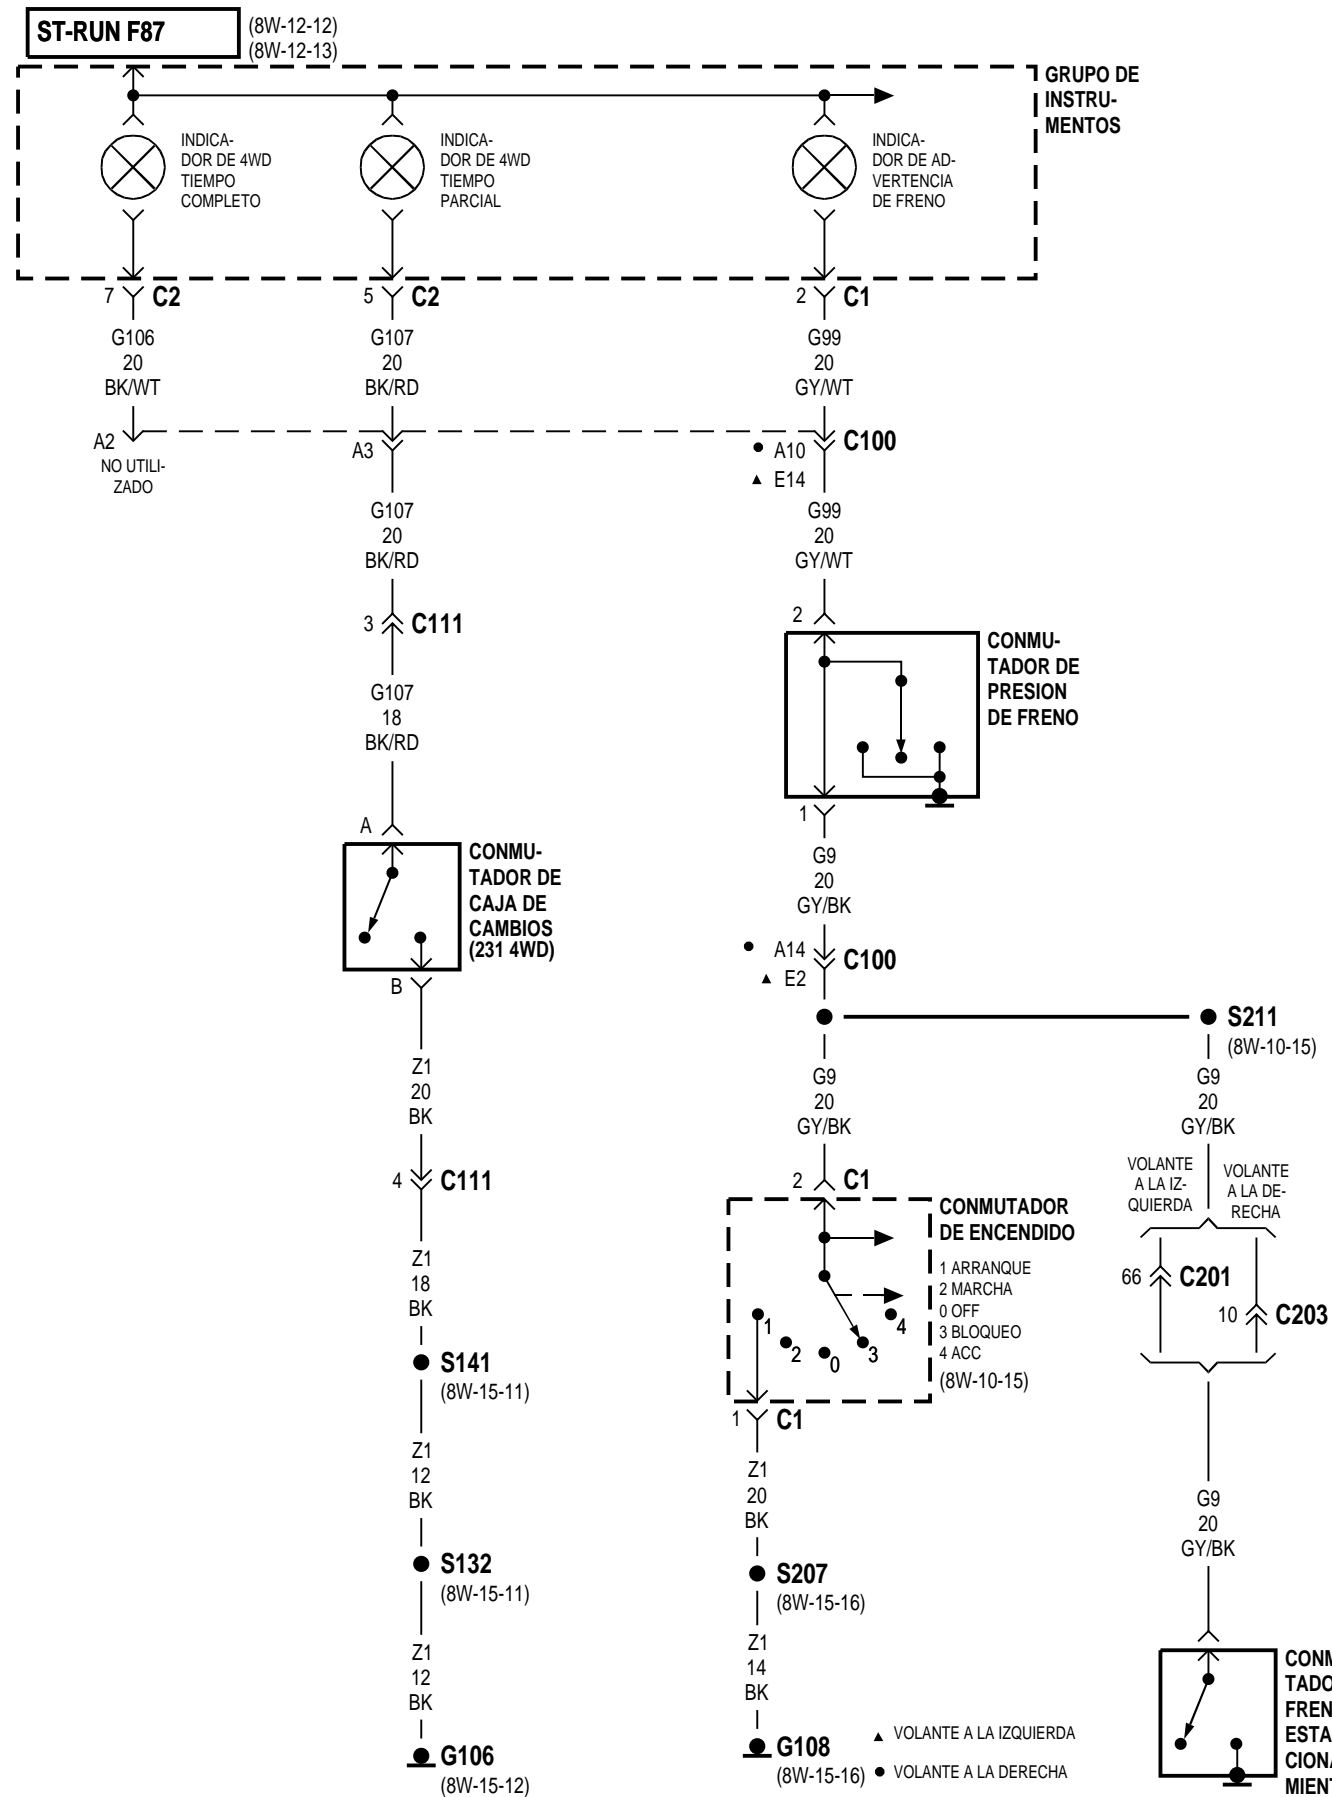 ST-RUN F87
(8W-12-12)
(8W-12-13)
GRUPO DE
INSTRU-
MENTOS
INDICA-
DOR DE 4WD
TIEMPO
COMPLETO
INDICA-
DOR DE 4WD
TIEMPO
PARCIAL
INDICA-
DOR DE AD-
VERTENCIA
DE FRENO
7 C2
5 C2
2 C1
G106
20
BK/WT
G107
20
BK/RD
G99
20
GY/WT
A2
NO UTILI-
ZADO
A3
● A10
▲ E14
C100
G107
20
BK/RD
G99
20
GY/WT
3 C111
2
CONMU-
TADOR DE
PRESION
DE FRENO
G107
18
BK/RD
1
A
CONMU-
TADOR DE
CAJA DE
CAMBIOS
(231 4WD)
B
G9
20
GY/BK
● A14
▲ E2
C100
S211
(8W-10-15)
Z1
20
BK
G9
20
GY/BK
G9
20
GY/BK
4 C111
2 C1
VOLANTE
A LA IZ-
QUIERDA
VOLANTE
A LA DE-
RECHA
CONMUTADOR
DE ENCENDIDO
1 ARRANQUE
2 MARCHA
0 OFF
3 BLOQUEO
4 ACC
(8W-10-15)
1
2
0
3
4
66 C201
10 C203
Z1
18
BK
S141
(8W-15-11)
1 C1
Z1
12
BK
Z1
20
BK
G9
20
GY/BK
S132
(8W-15-11)
S207
(8W-15-16)
Z1
12
BK
Z1
14
BK
G106
(8W-15-12)
G108
(8W-15-16)
▲ VOLANTE A LA IZQUIERDA
● VOLANTE A LA DERECHA
ESTA